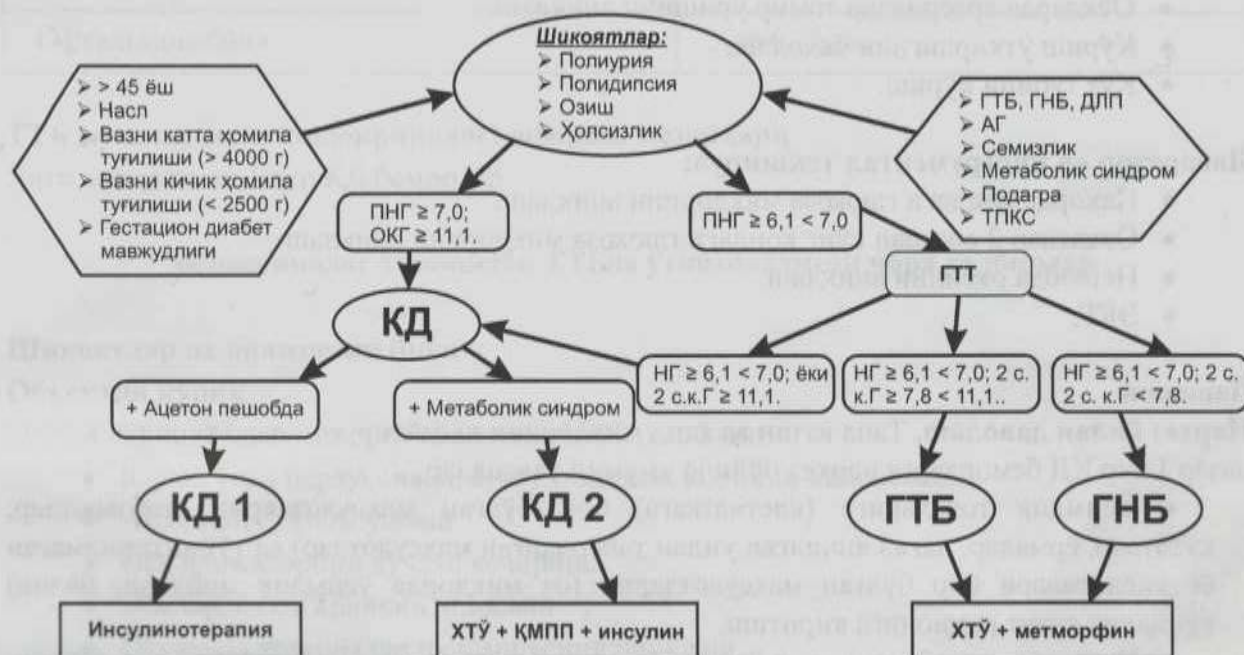 Шикоятлар:
➢ Полиурия
➢ Полидипсия
➢ Озиш
➢ Ҳолсизлик
➢ > 45 ёш
➢ Насл
➢ Вазни катта ҳомила
туғилиши (> 4000 г)
➢ Вазни кичик ҳомила
туғилиши (< 2500 г)
➢ Гестацион диабет
мавжудлиги
➢ ГТБ, ГНБ, ДЛП
➢ АГ
➢ Семизлик
➢ Метаболик синдром
➢ Подагра
➢ ТПКС
ПНГ ≥ 7,0;
ОКГ ≥ 11,1
ПНГ ≥ 6,1 < 7,0
ГТТ
КД
НГ ≥ 6,1 < 7,0; ёки
2 с.к.Г ≥ 11,1.
НГ ≥ 6,1 < 7,0; 2 с.
к.Г ≥ 7,8 < 11,1..
НГ ≥ 6,1 < 7,0; 2 с.
2 с. к.Г < 7,8.
+ Ацетон пешобда
+ Метаболик синдром
КД 1
КД 2
ГТБ
ГНБ
Инсулинотерапия
ХТЎ + ҚМПП + инсулин
ХТЎ + метморфин